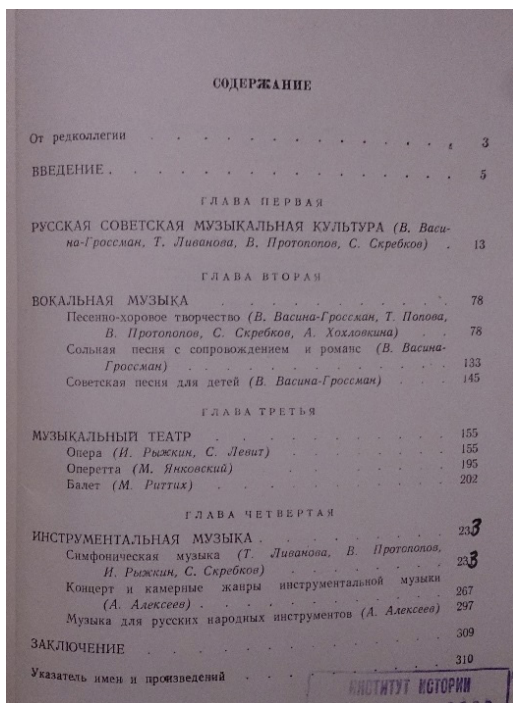 СОДЕРЖАНИЕ
От редколлегии . . . . . . . . . . 3
ВВЕДЕНИЕ . . . . . . . . . . . 5
ГЛАВА ПЕРВАЯ
РУССКАЯ СОВЕТСКАЯ МУЗЫКАЛЬНАЯ КУЛЬТУРА (В. Васи-
на-Гроссман, Т. Ливанова, В. Протопопов, С. Скребков) . 13
ГЛАВА ВТОРАЯ
ВОКАЛЬНАЯ МУЗЫКА . . . . . . . . 78
Песенно-хоровое творчество (В. Васина-Гроссман, Т. Попова,
В. Протопопов, С. Скребков, А. Хохловкина) . . 78
Сольная песня с сопровождением и романс (В. Васина-
Гроссман) . . . . . . . . . . 133
Советская песня для детей (В. Васина-Гроссман) . . . 145
ГЛАВА ТРЕТЬЯ
МУЗЫКАЛЬНЫЙ ТЕАТР . . . . . . . . 155
Опера (И. Рыжкин, С. Левит) . . . . . . . 155
Оперетта (М. Янковский) . . . . . . . . 195
Балет (М. Риттих) . . . . . . . . . 202
ГЛАВА ЧЕТВЕРТАЯ
ИНСТРУМЕНТАЛЬНАЯ МУЗЫКА . . . . . . . 233
Симфоническая музыка (Т. Ливанова, В. Протопопов,
И. Рыжкин, С. Скребков) . . . . . . . 233
Концерт и камерные жанры инструментальной музыки
(А. Алексеев) . . . . . . . . . . 267
Музыка для русских народных инструментов (А. Алексеев) 297
ЗАКЛЮЧЕНИЕ . . . . . . . . . . 309
Указатель имен и произведений . . . . . . 310
ИНСТИТУТ ИСТОРИИ